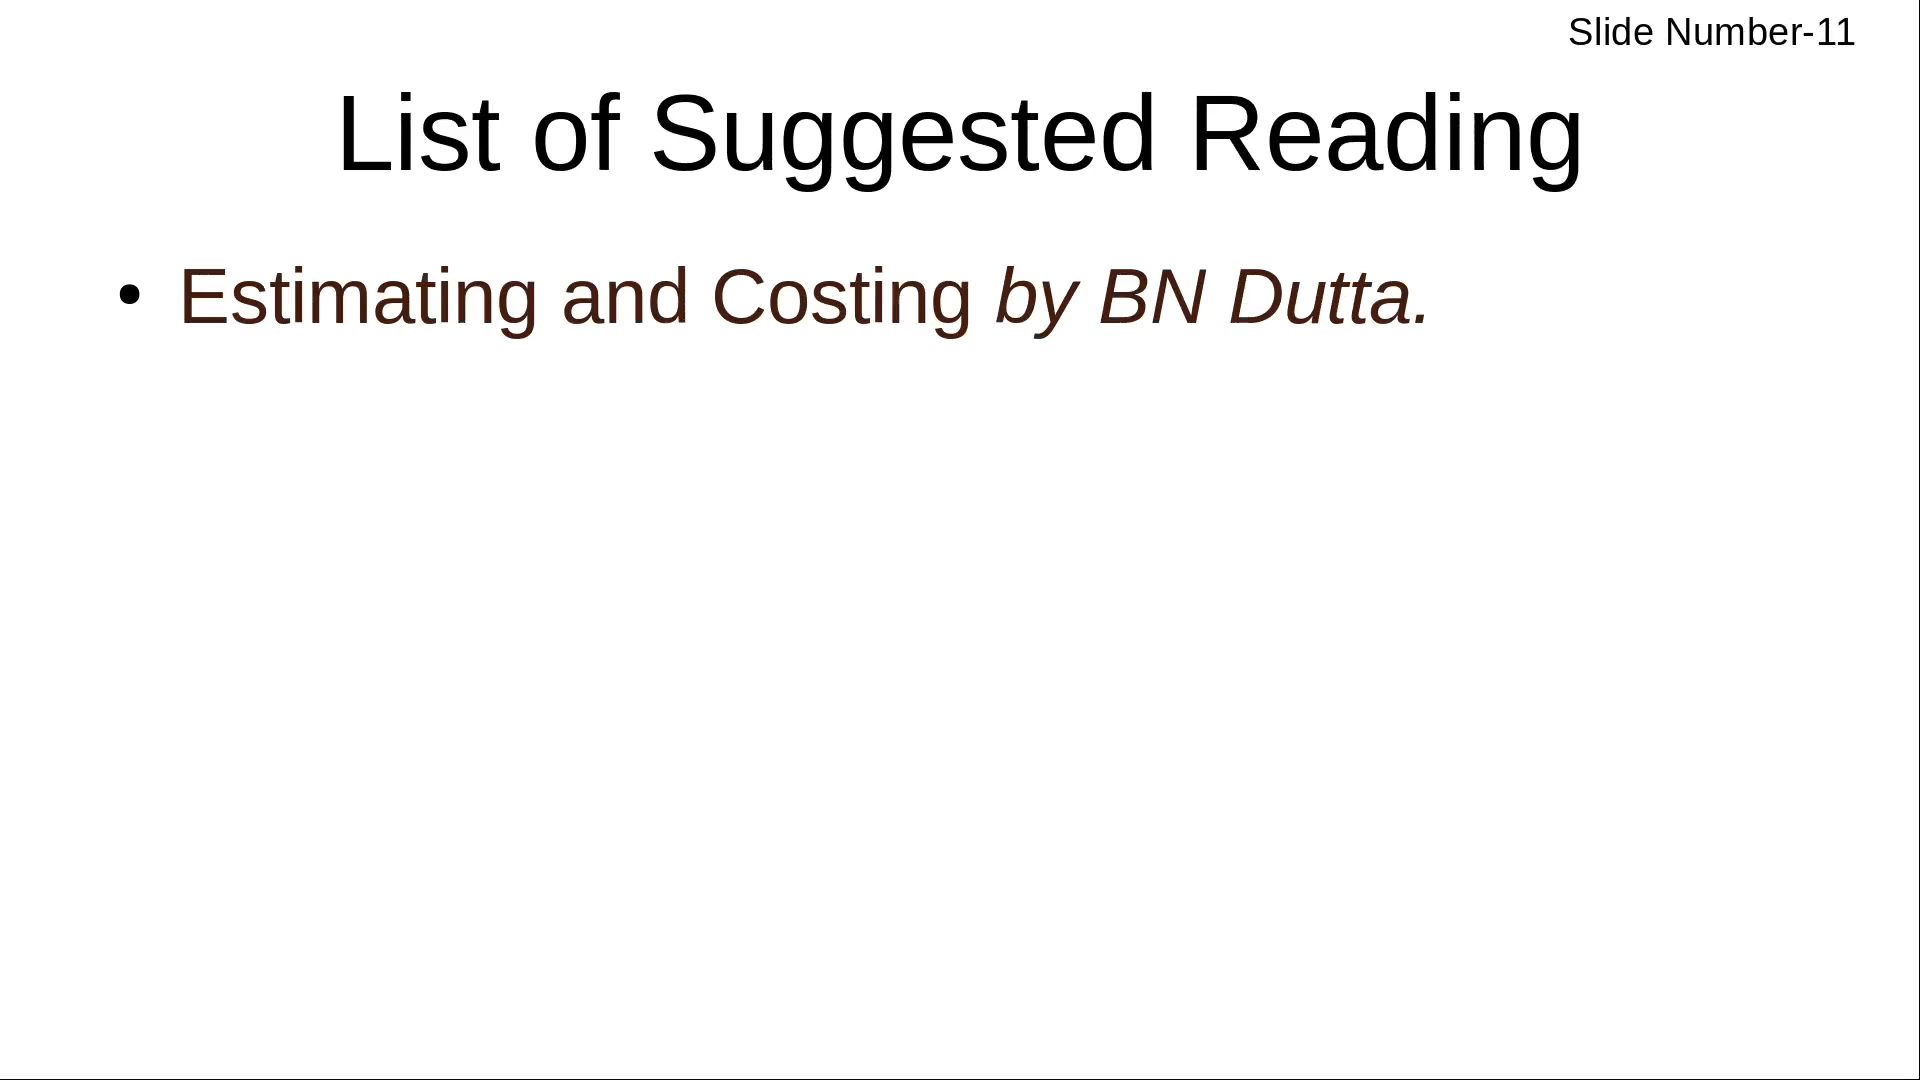 Slide Number-11
List of Suggested Reading
• Estimating and Costing by BN Dutta.